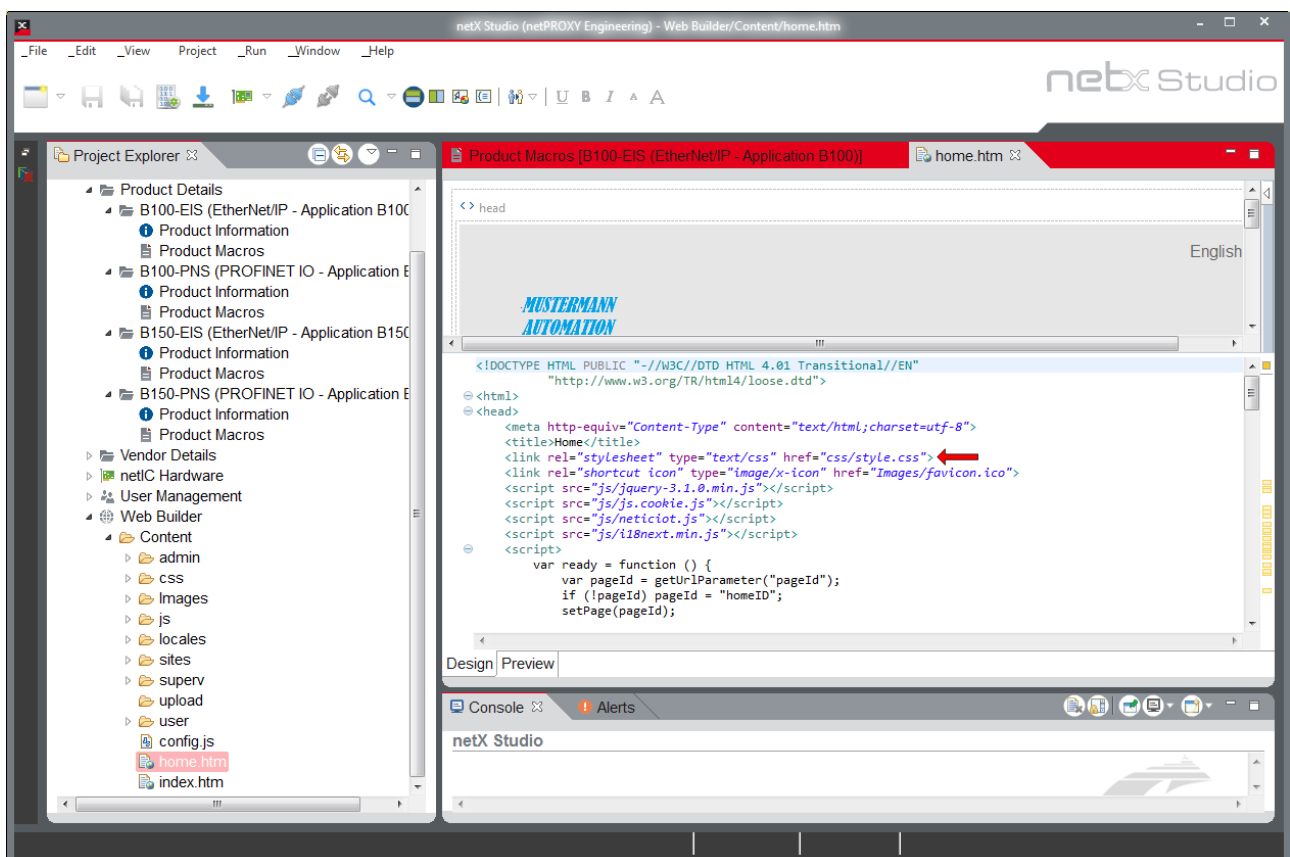 netX Studio (netPROXY Engineering) - Web Builder/Content/home.htm
_File _Edit _View Project _Run _Window _Help
U B I A A
netX Studio
Project Explorer
Product Details
B100-EIS (EtherNet/IP - Application B100
Product Information
Product Macros
B100-PNS (PROFINET IO - Application B
Product Information
Product Macros
B150-EIS (EtherNet/IP - Application B150
Product Information
Product Macros
B150-PNS (PROFINET IO - Application B
Product Information
Product Macros
Vendor Details
netIC Hardware
User Management
Web Builder
Content
admin
css
Images
js
locales
sites
superv
upload
user
config.js
home.htm
index.htm
Product Macros [B100-EIS (EtherNet/IP - Application B100)] home.htm
<> head
English
MUSTERMANN
AUTOMATION
<!DOCTYPE HTML PUBLIC "-//W3C//DTD HTML 4.01 Transitional//EN"
"http://www.w3.org/TR/html4/loose.dtd">
<html>
<head>
<meta http-equiv="Content-Type" content="text/html;charset=utf-8">
<title>Home</title>
<link rel="stylesheet" type="text/css" href="css/style.css">
<link rel="shortcut icon" type="image/x-icon" href="Images/favicon.ico">
<script src="js/jquery-3.1.0.min.js"></script>
<script src="js/js.cookie.js"></script>
<script src="js/neticiot.js"></script>
<script src="js/i18next.min.js"></script>
<script>
var ready = function () {
var pageId = getUrlParameter("pageId");
if (!pageId) pageId = "homeID";
setPage(pageId);
Design Preview
Console Alerts
netX Studio